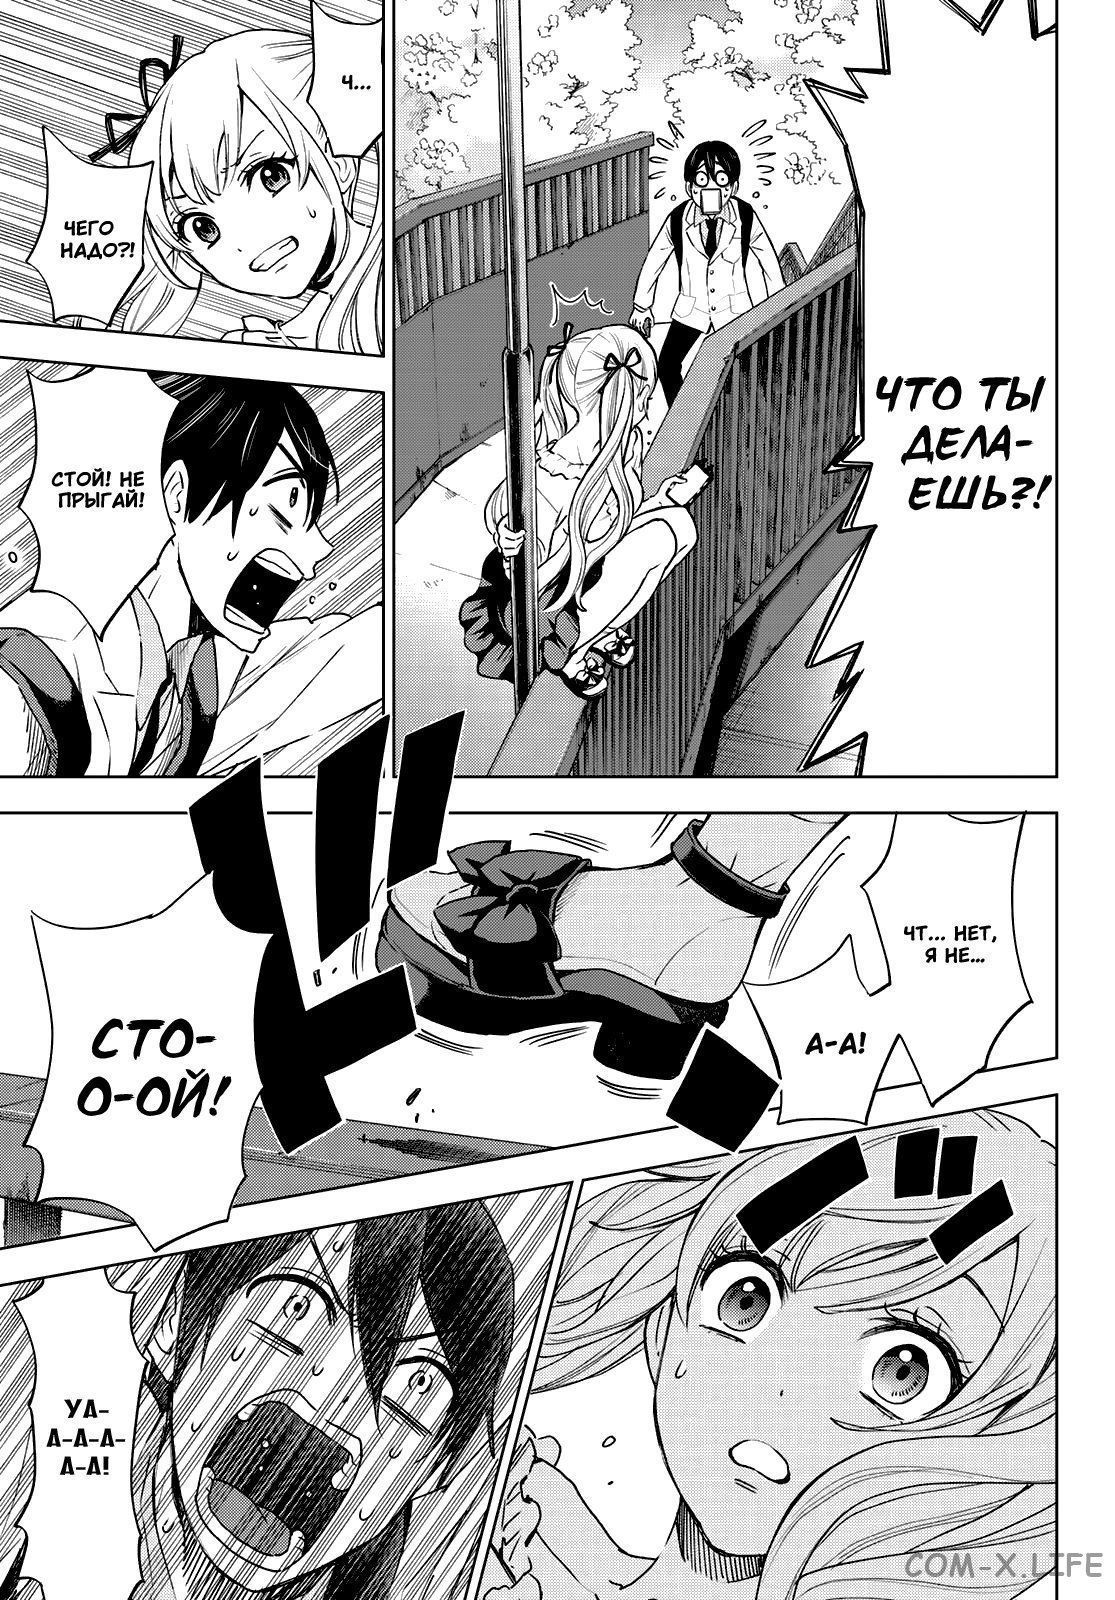 ЧТО ТЫ
ДЕЛА-
ЕШЬ?!
Ч...
ЧЕГО
НАДО?!
СТОЙ! НЕ
ПРЫГАЙ!
ЧТ... НЕТ,
Я НЕ...
А-А!
СТО-
О-ОЙ!
УА-
А-А-А-
А-А!
COM-X.LIFE